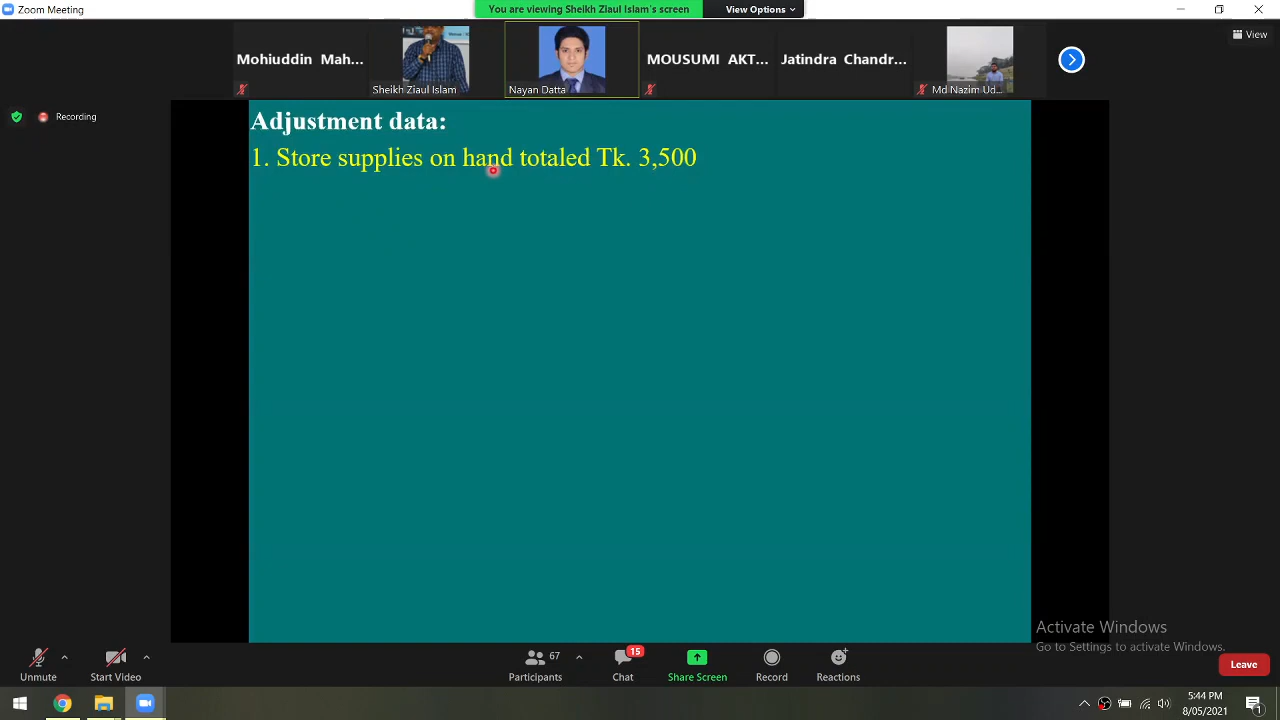 Zoom Meeting
You are viewing Sheikh Ziaul Islam's screen
View Options
View
Mohiuddin Mah...
Sheikh Ziaul Islam
Nayan Datta
MOUSUMI AKT...
Jatindra Chandr...
Md Nazim Ud...
Recording
Adjustment data:
1. Store supplies on hand totaled Tk. 3,500
Activate Windows
Go to Settings to activate Windows.
Unmute
Start Video
67
Participants
15
Chat
Share Screen
Record
Reactions
Leave
5:44 PM
8/05/2021
1